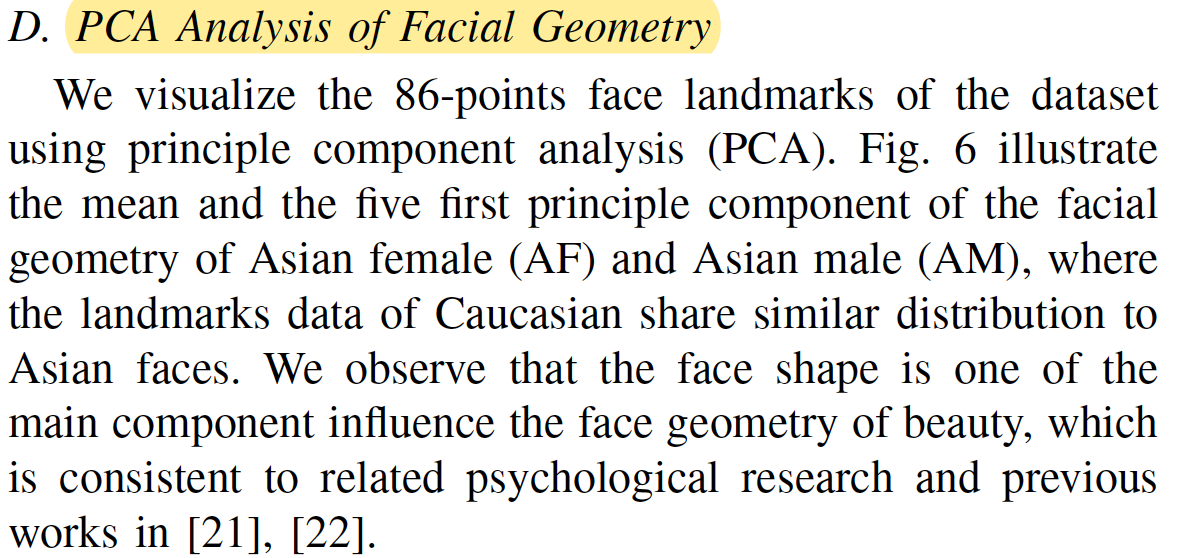 D. PCA Analysis of Facial Geometry
We visualize the 86-points face landmarks of the dataset
using principle component analysis (PCA). Fig. 6 illustrate
the mean and the five first principle component of the facial
geometry of Asian female (AF) and Asian male (AM), where
the landmarks data of Caucasian share similar distribution to
Asian faces. We observe that the face shape is one of the
main component influence the face geometry of beauty, which
is consistent to related psychological research and previous
works in [21], [22].